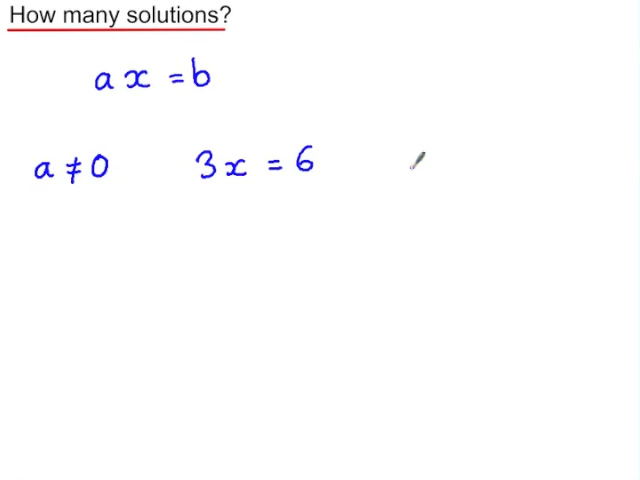 How many solutions?
ax = b
a ≠ 0 3x = 6